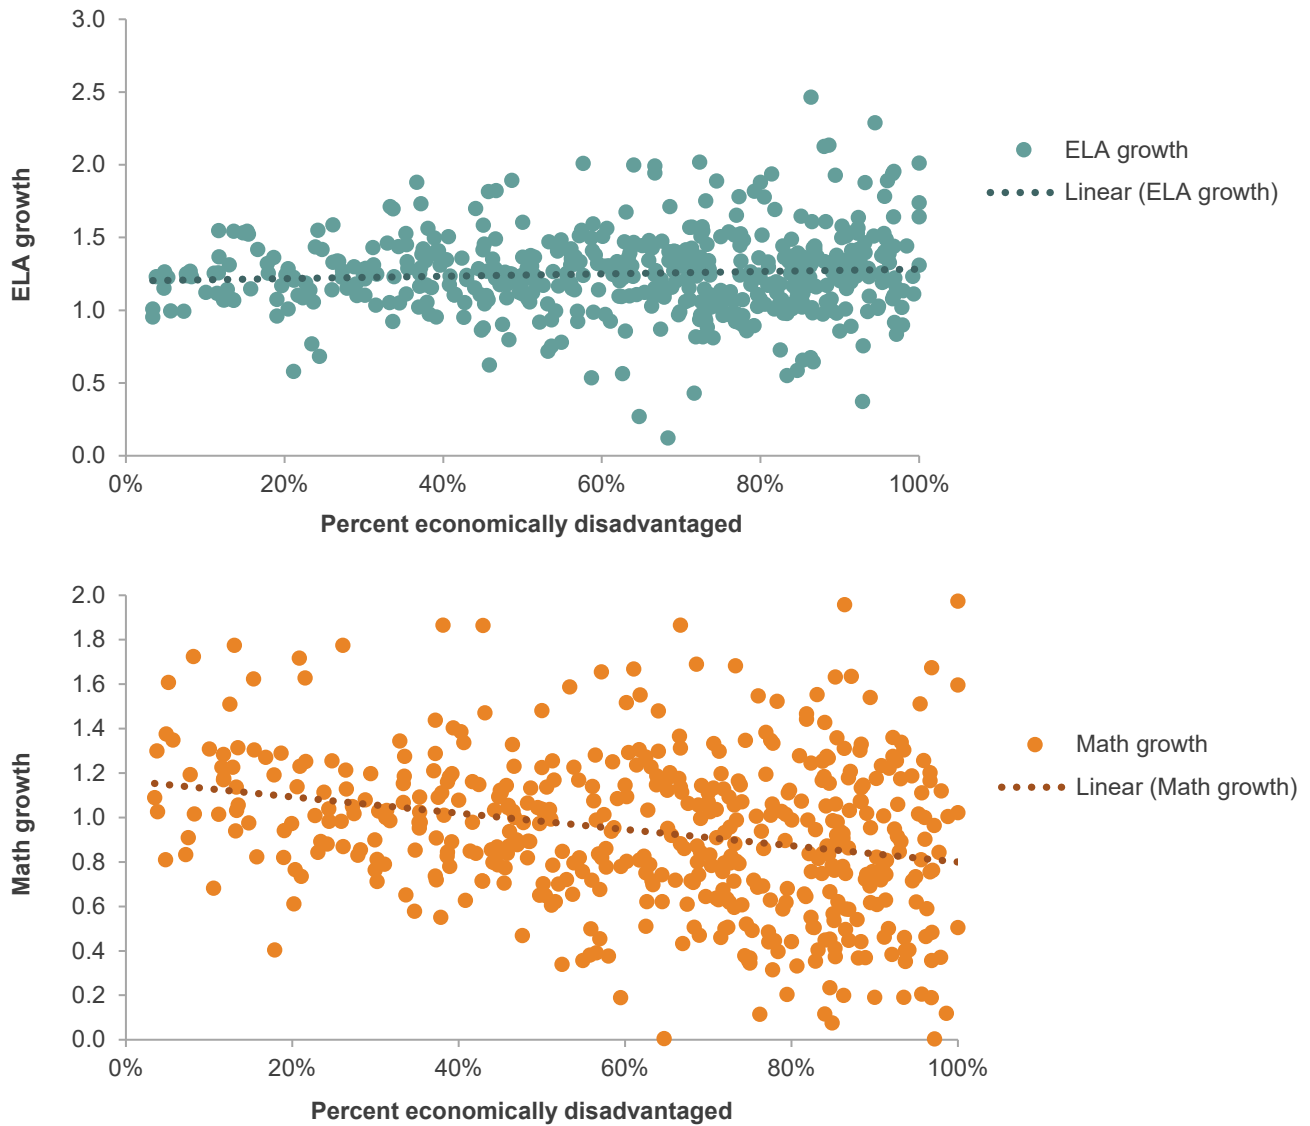 3.0
2.5
2.0
1.5
1.0
0.5
0.0
ELA growth
0% 20% 40% 60% 80% 100%
Percent economically disadvantaged
ELA growth
Linear (ELA growth)
2.0
1.8
1.6
1.4
1.2
1.0
0.8
0.6
0.4
0.2
0.0
Math growth
0% 20% 40% 60% 80% 100%
Percent economically disadvantaged
Math growth
Linear (Math growth)